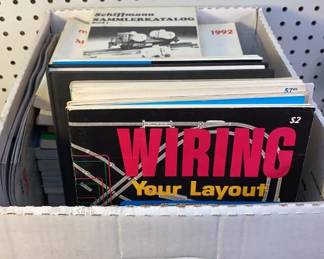 Schiffmann
SAMMLERKATALOG
1992
$2
WIRING
Your Layout